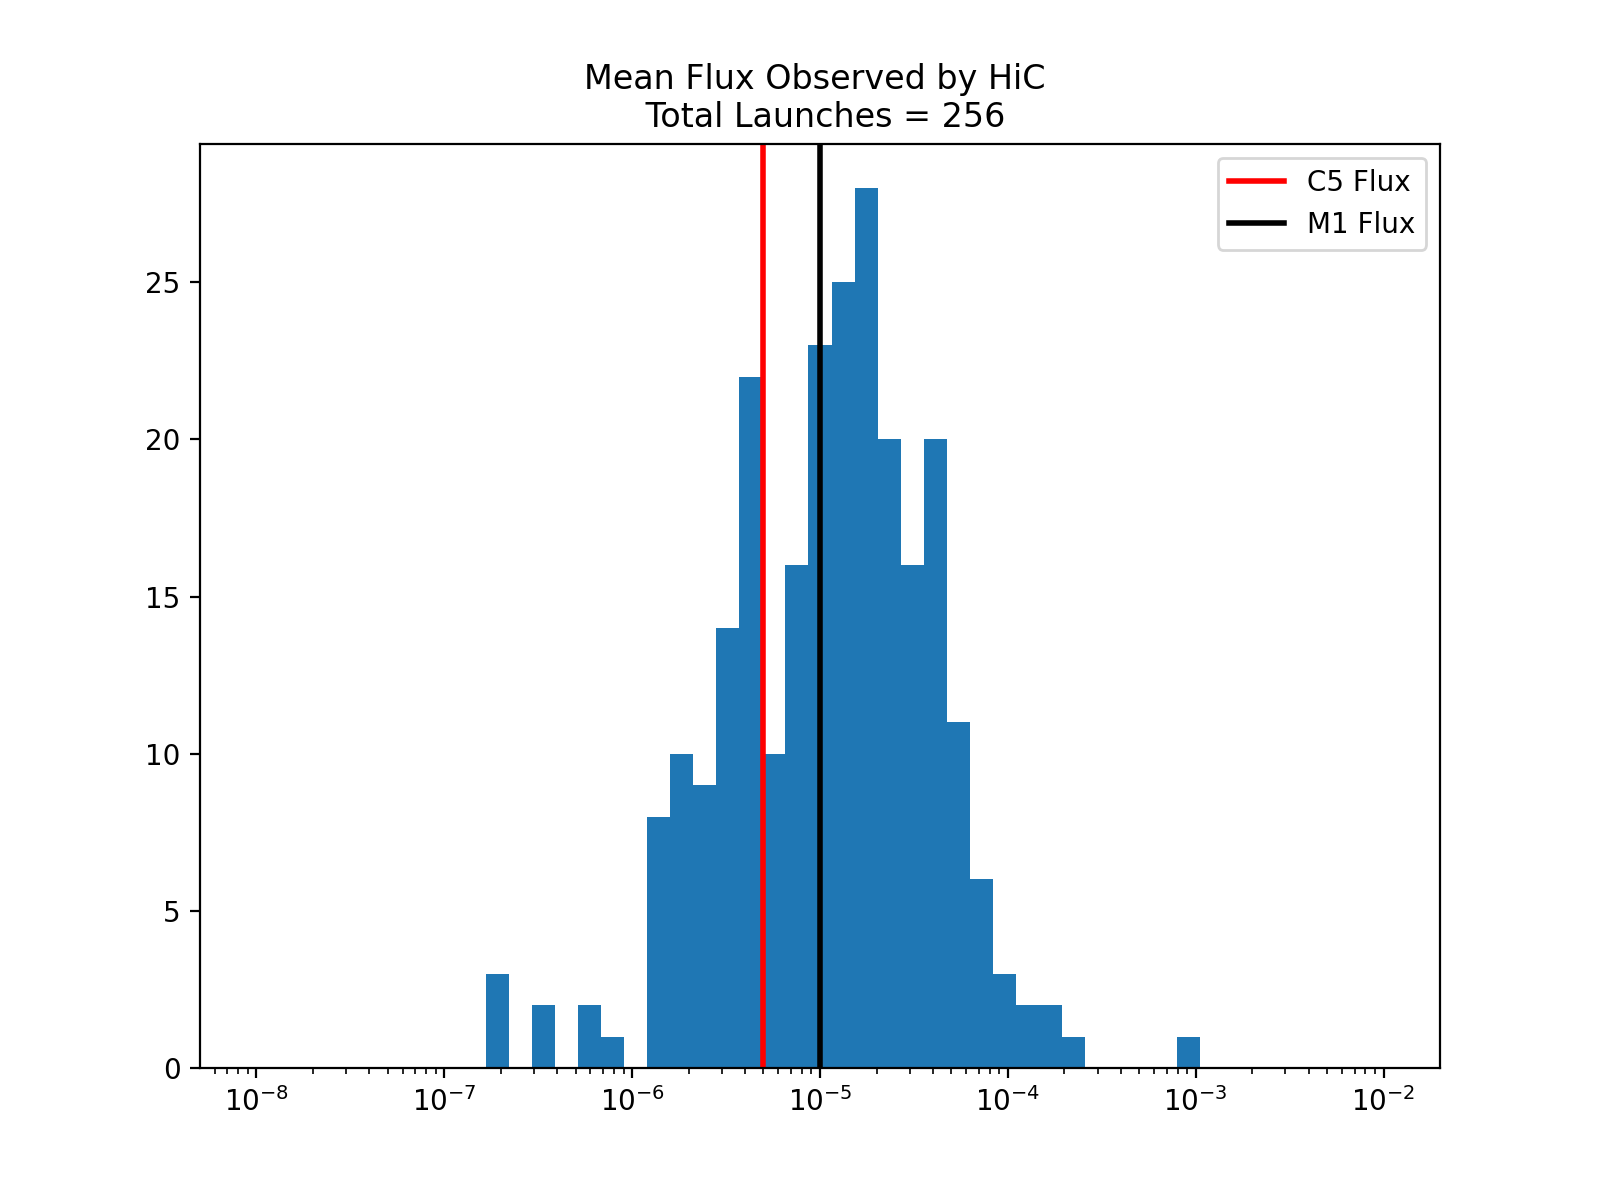 Mean Flux Observed by HiC
Total Launches = 256
C5 Flux
M1 Flux
25
20
15
10
5
0
10⁻⁸ 10⁻⁷ 10⁻⁶ 10⁻⁵ 10⁻⁴ 10⁻³ 10⁻²